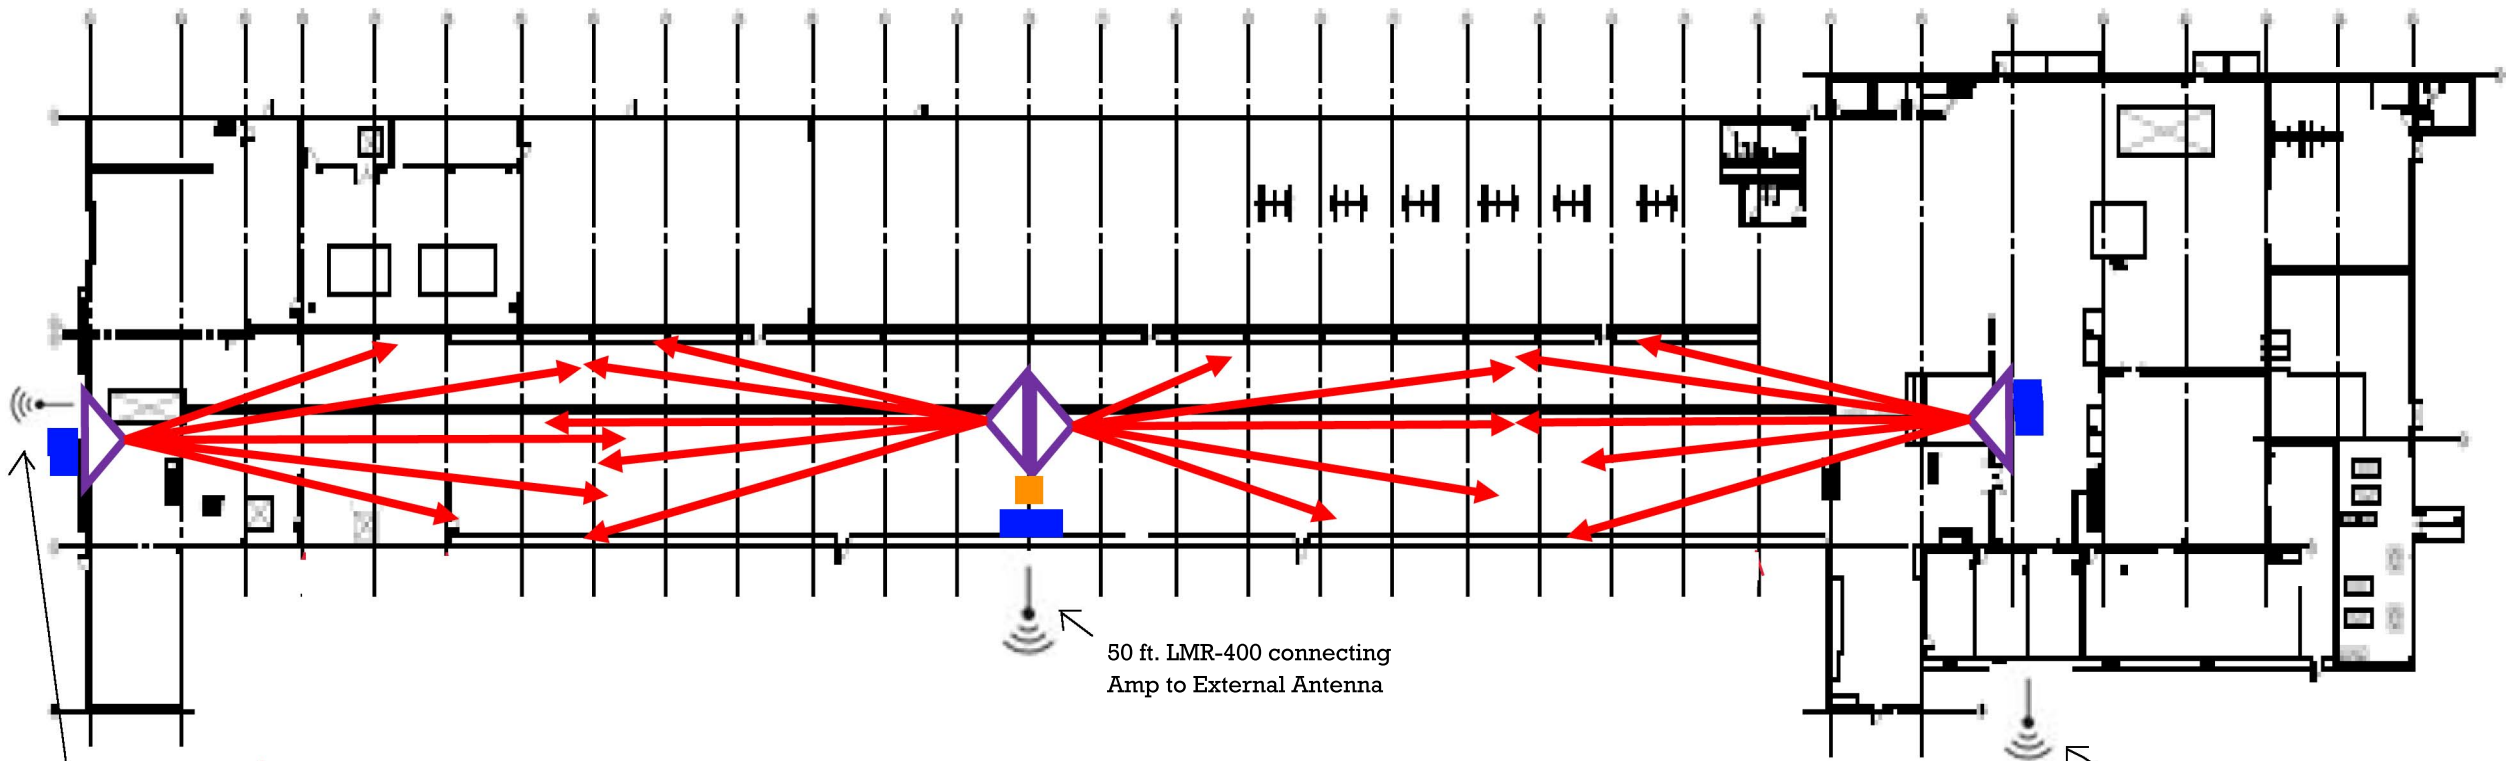 50 ft. LMR-400 connecting
Amp to External Antenna